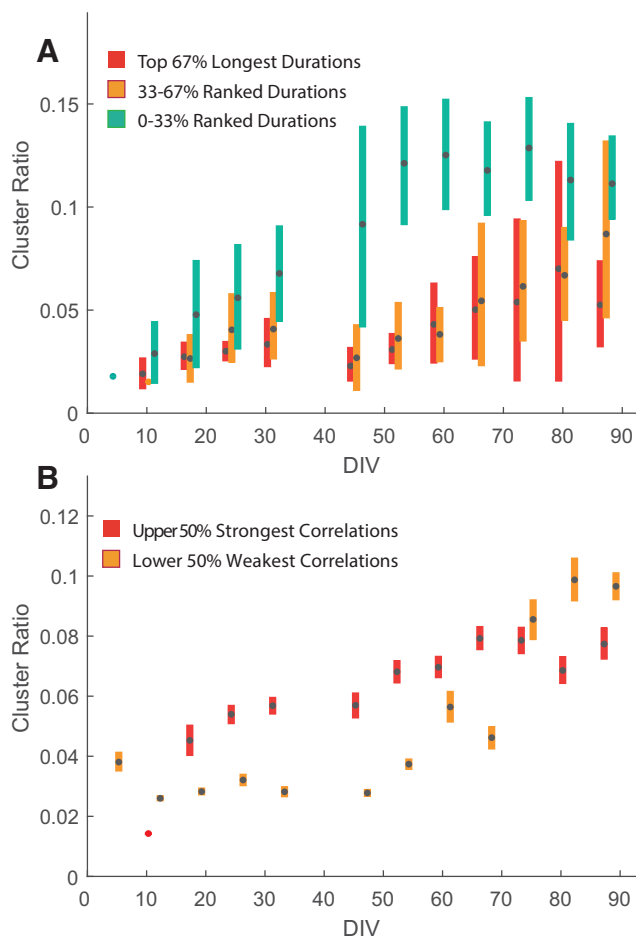 A
Top 67% Longest Durations
33-67% Ranked Durations
0-33% Ranked Durations
0.15
0.1
0.05
0
Cluster Ratio
0 10 20 30 40 50 60 70 80 90
DIV
B
Upper 50% Strongest Correlations
Lower 50% Weakest Correlations
0.12
0.1
0.08
0.06
0.04
0.02
0
Cluster Ratio
0 10 20 30 40 50 60 70 80 90
DIV